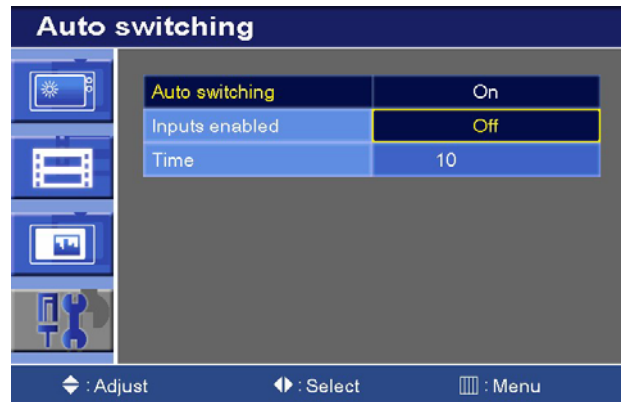 Auto switching
Auto switching On
Inputs enabled Off
Time 10
: Adjust : Select : Menu